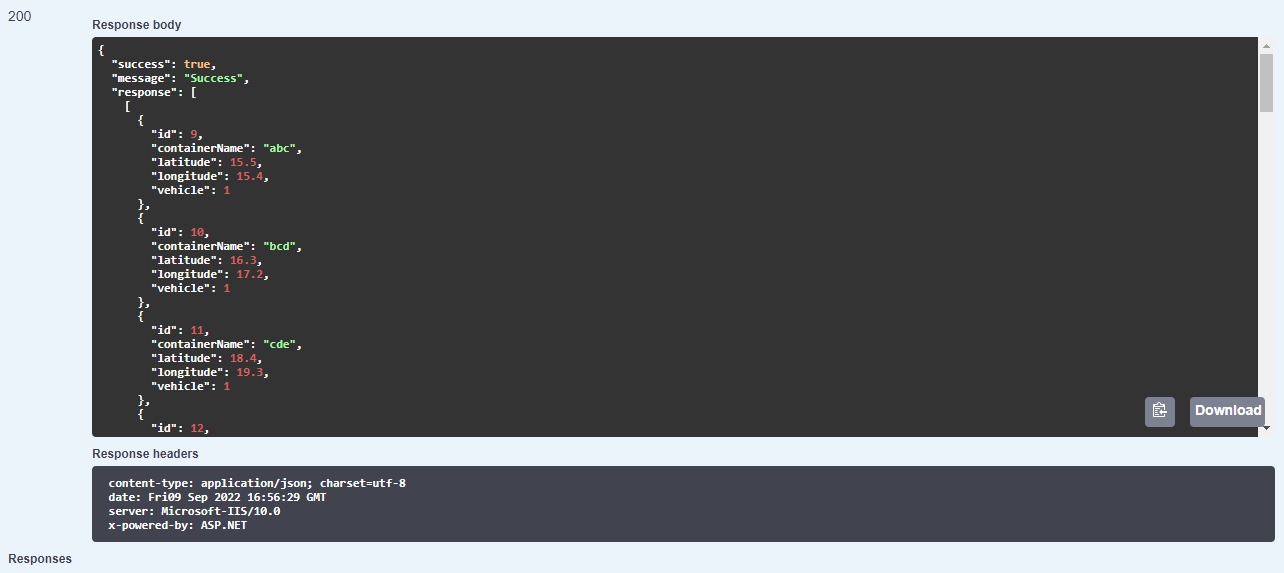 200
Response body
{
"success": true,
"message": "Success",
"response": [
[
{
"id": 9,
"containerName": "abc",
"latitude": 15.5,
"longitude": 15.4,
"vehicle": 1
},
{
"id": 10,
"containerName": "bcd",
"latitude": 16.3,
"longitude": 17.2,
"vehicle": 1
},
{
"id": 11,
"containerName": "cde",
"latitude": 18.4,
"longitude": 19.3,
"vehicle": 1
},
{
"id": 12,
Download
Response headers
content-type: application/json; charset=utf-8
date: Fri09 Sep 2022 16:56:29 GMT
server: Microsoft-IIS/10.0
x-powered-by: ASP.NET
Responses